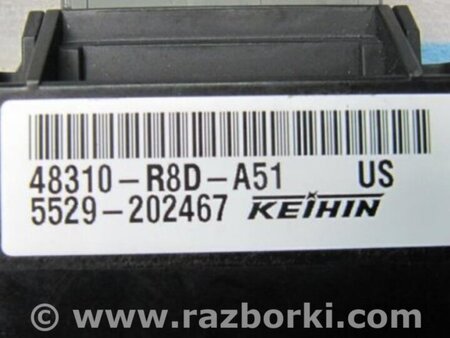 48310-R8D-A51 US
5529-202467 KEIHIN
© www.razborki.com